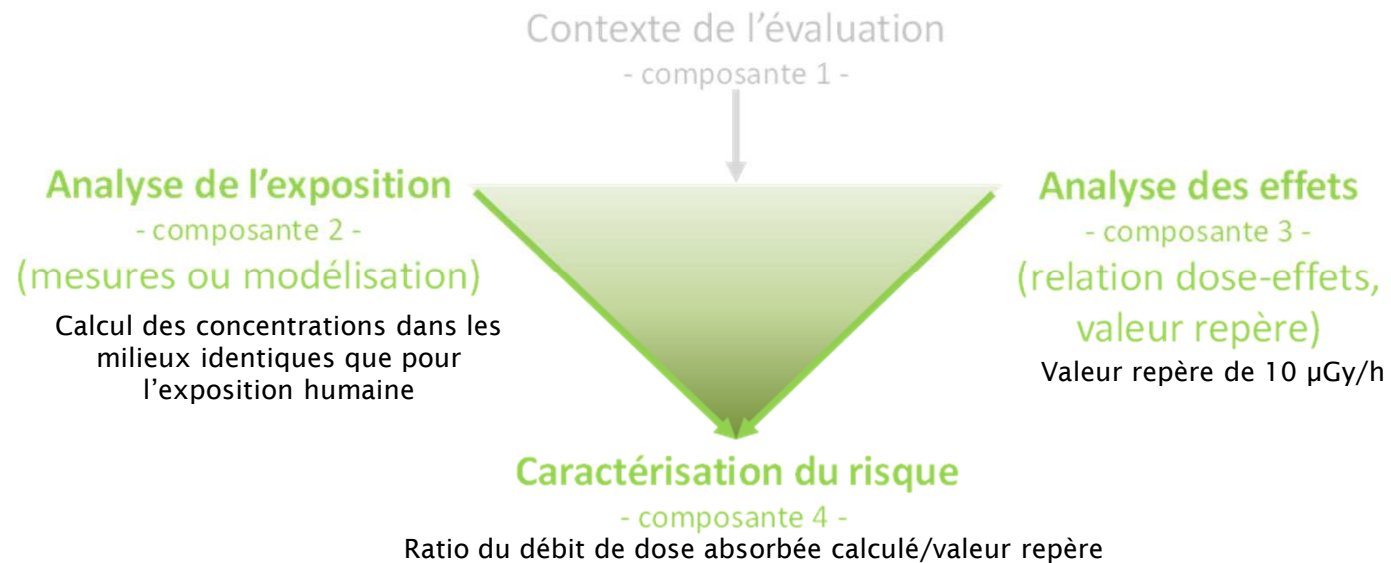 Contexte de l'évaluation
- composante 1 -
Analyse de l'exposition
- composante 2 -
(mesures ou modélisation)
Calcul des concentrations dans les
milieux identiques que pour
l'exposition humaine
Analyse des effets
- composante 3 -
(relation dose-effets,
valeur repère)
Valeur repère de 10 µGy/h
Caractérisation du risque
- composante 4 -
Ratio du débit de dose absorbée calculé/valeur repère